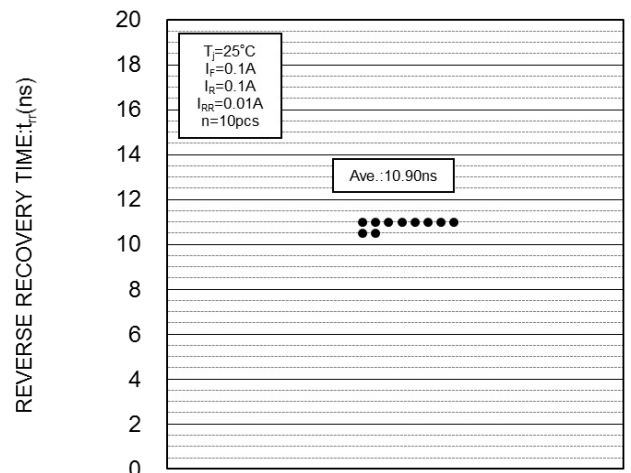 REVERSE RECOVERY TIME:trr(ns)
20
18
16
14
12
10
8
6
4
2
0
Tj=25°C
IF=0.1A
IR=0.1A
IRR=0.01A
n=10pcs
Ave.:10.90ns